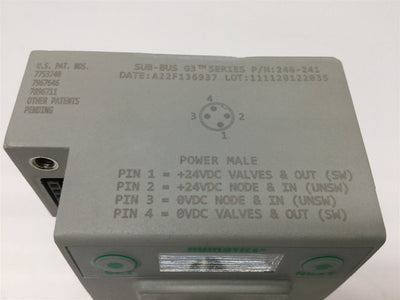 U.S. PAT. NOS.
7753740
7967646
7896711
OTHER PATENTS
PENDING
SUB-BUS G3™ SERIES P/N:240-241
DATE:A22F136937 LOT:111120122035
4
3
1
2
POWER MALE
PIN 1 = +24VDC VALVES & OUT (SW)
PIN 2 = +24VDC NODE & IN (UNSW)
PIN 3 = 0VDC NODE & IN (UNSW)
PIN 4 = 0VDC VALVES & OUT (SW)
numatics